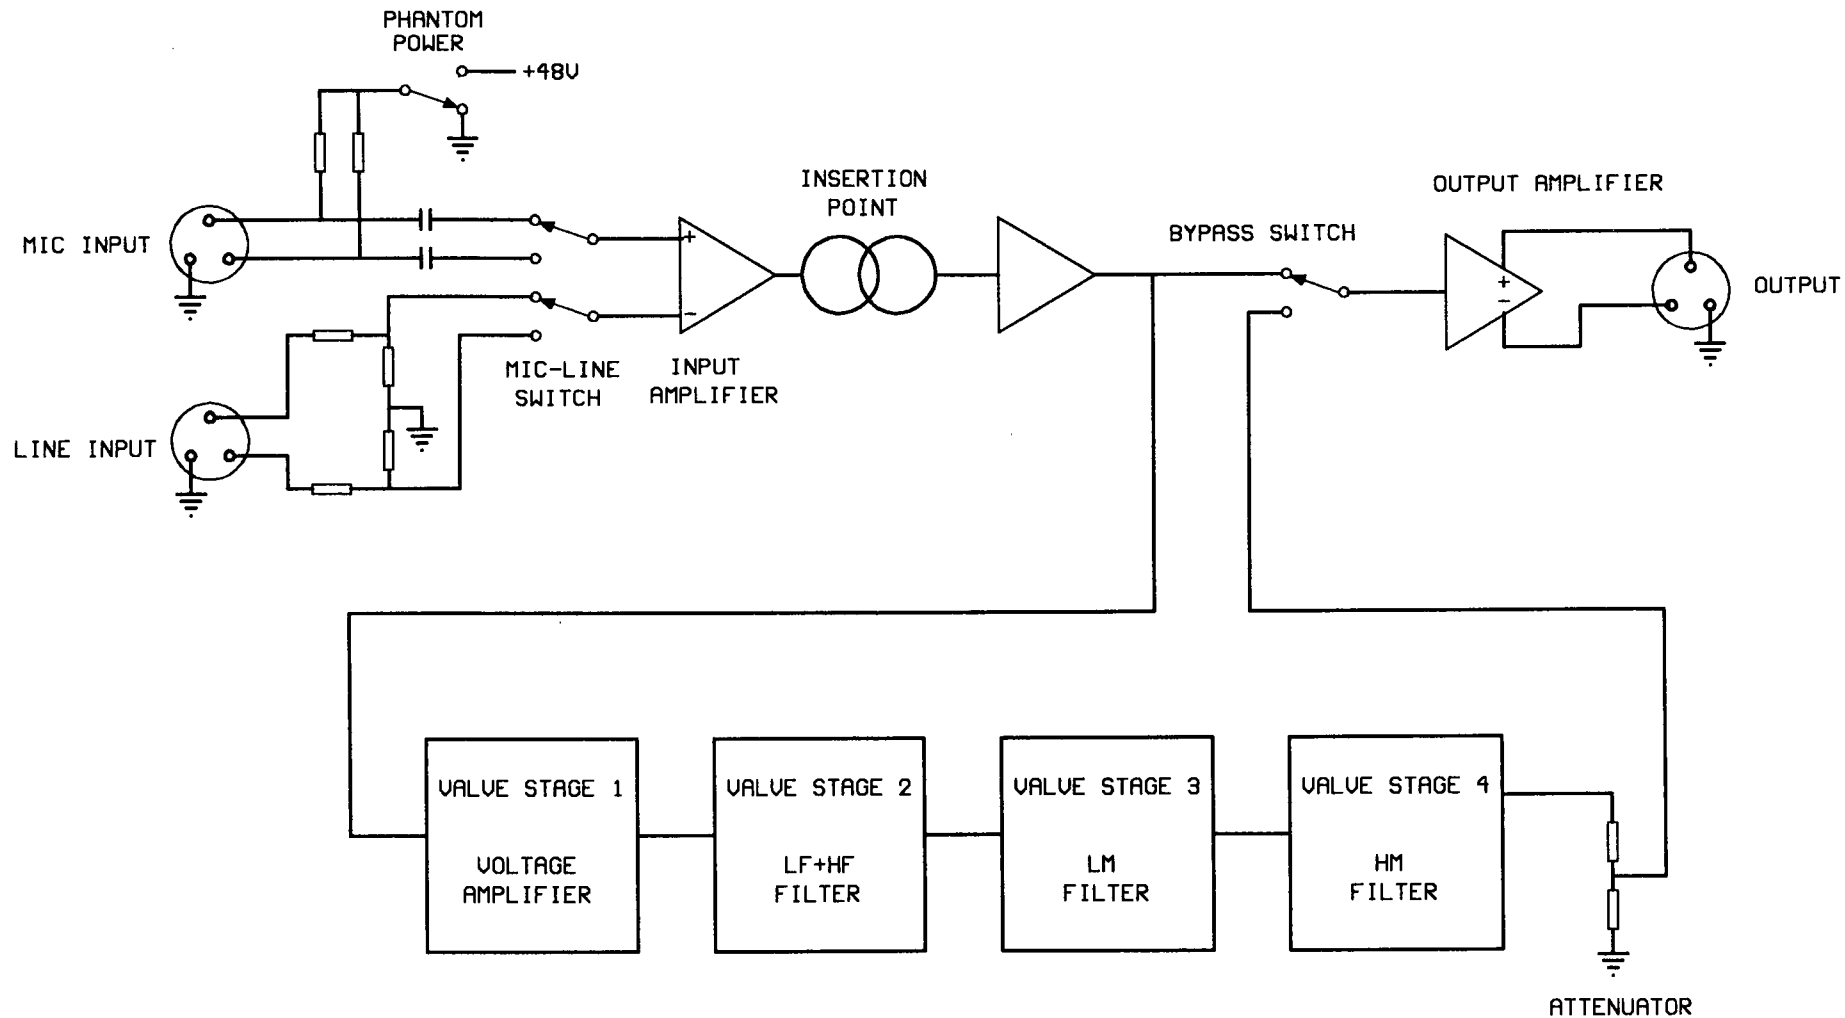 PHANTOM
POWER
+48V
MIC INPUT
LINE INPUT
MIC-LINE
SWITCH
+
-
INPUT
AMPLIFIER
INSERTION
POINT
BYPASS SWITCH
OUTPUT AMPLIFIER
+
-
OUTPUT
VALVE STAGE 1
VOLTAGE
AMPLIFIER
VALVE STAGE 2
LF+HF
FILTER
VALVE STAGE 3
LM
FILTER
VALVE STAGE 4
HM
FILTER
ATTENUATOR